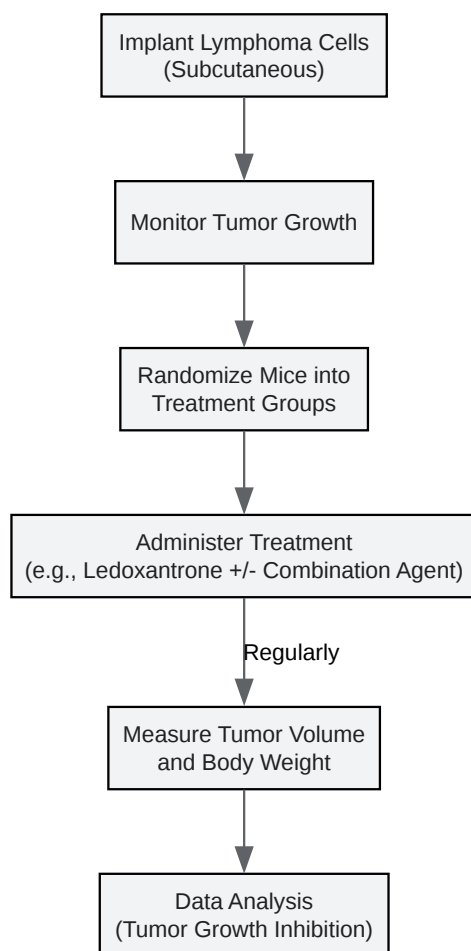 Implant Lymphoma Cells
(Subcutaneous)
Monitor Tumor Growth
Randomize Mice into
Treatment Groups
Administer Treatment
(e.g., Ledoxantrone +/- Combination Agent)
Regularly
Measure Tumor Volume
and Body Weight
Data Analysis
(Tumor Growth Inhibition)